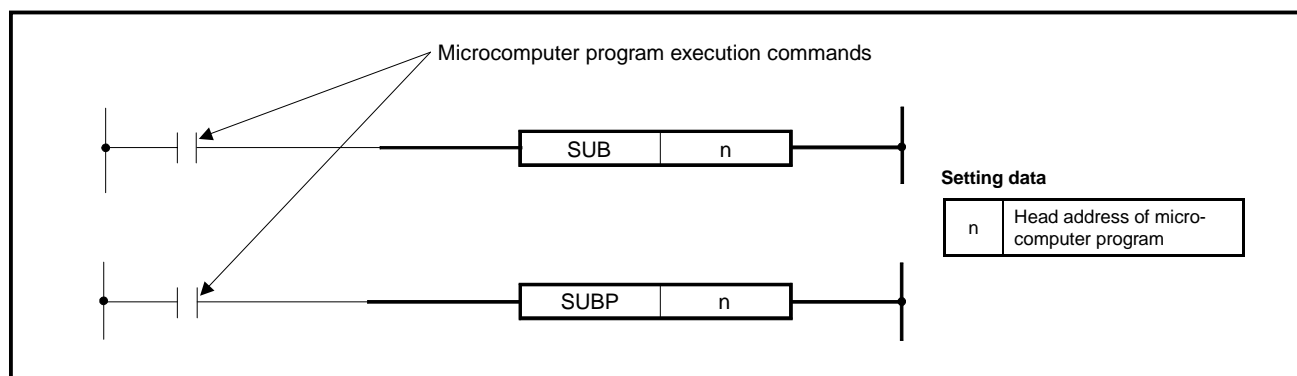 Microcomputer program execution commands
SUB n
Setting data
n Head address of micro-
computer program
SUBP n